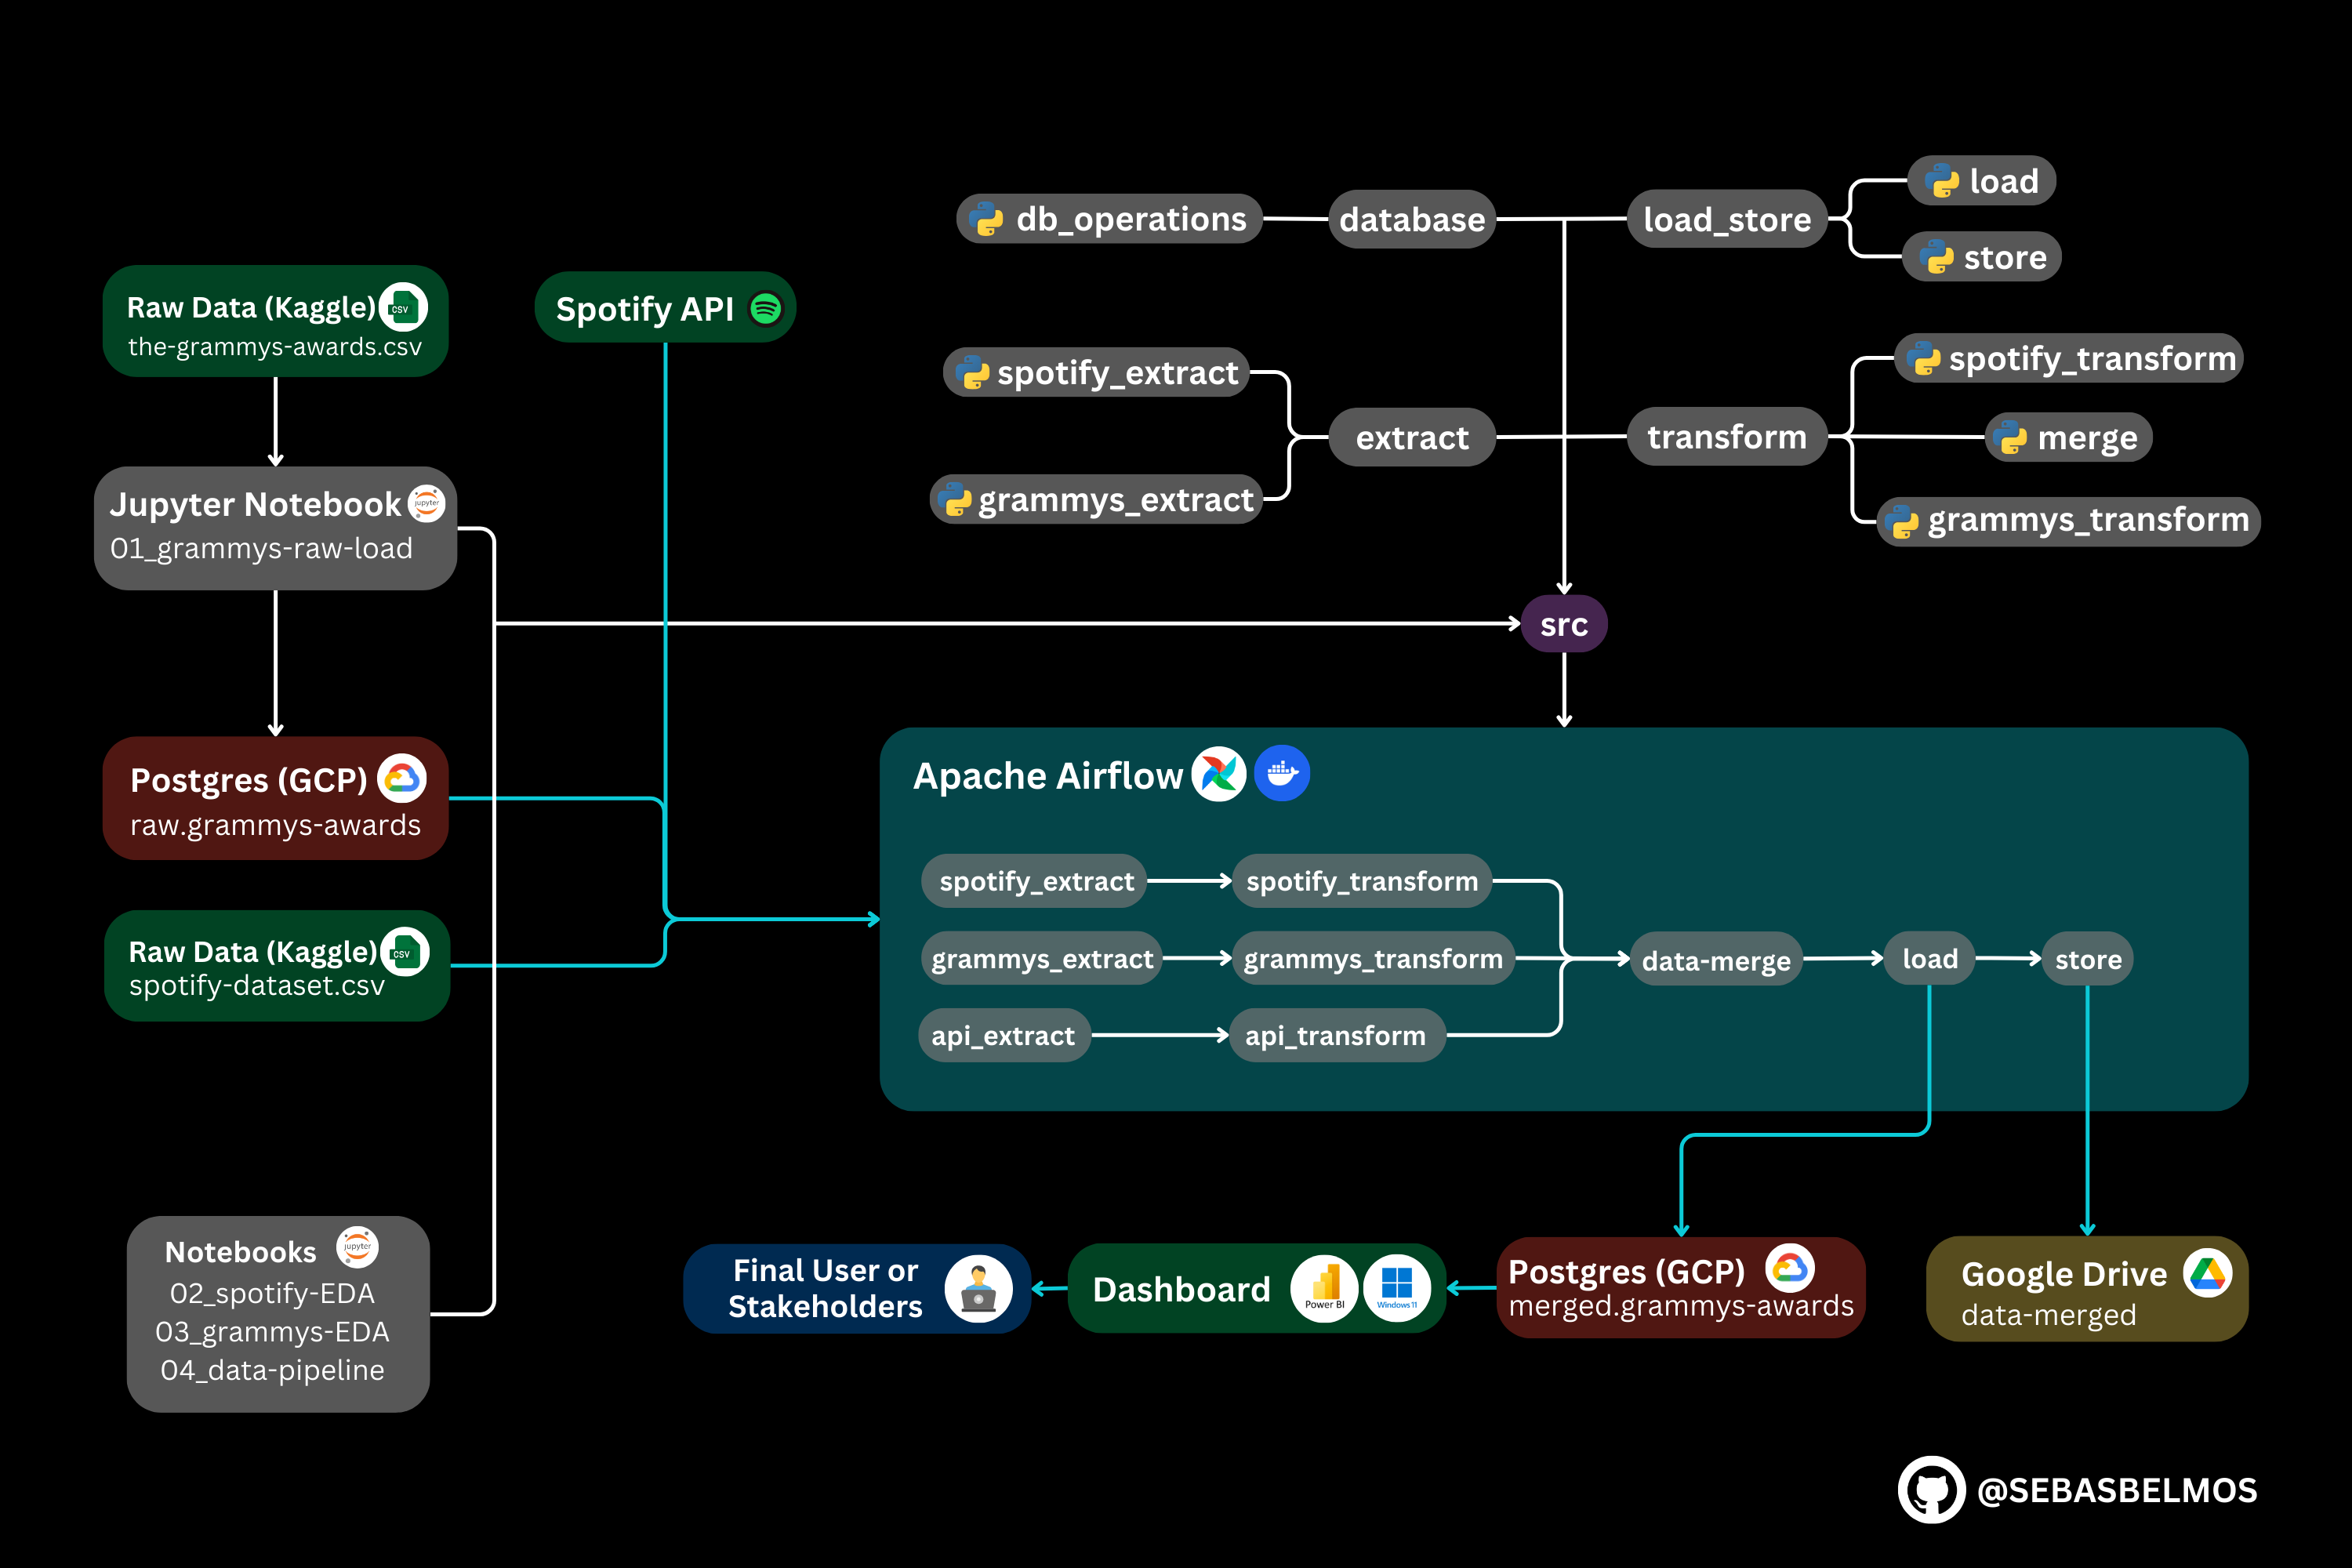 db_operations
database
load_store
load
store
Raw Data (Kaggle)
CSV
the-grammys-awards.csv
Spotify API
spotify_extract
extract
grammys_extract
transform
spotify_transform
merge
grammys_transform
Jupyter Notebook
jupyter
01_grammys-raw-load
src
Postgres (GCP)
raw.grammys-awards
Raw Data (Kaggle)
CSV
spotify-dataset.csv
Apache Airflow
spotify_extract
spotify_transform
grammys_extract
grammys_transform
api_extract
api_transform
data-merge
load
store
Notebooks
jupyter
02_spotify-EDA
03_grammys-EDA
04_data-pipeline
Final User or
Stakeholders
Dashboard
Power BI
Windows 11
Postgres (GCP)
merged.grammys-awards
Google Drive
data-merged
@SEBASBELMOS